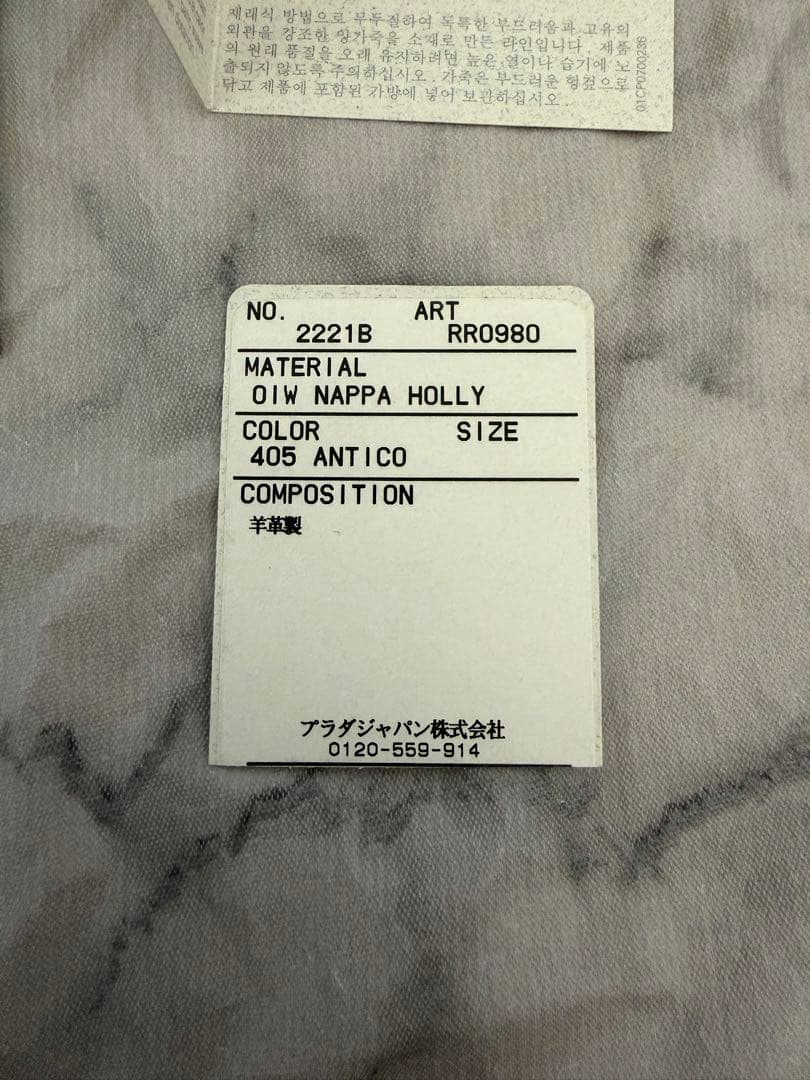 재래식 방법으로 무두질하여 독특한 부드러움과 고유의
외관을 강조한 양가죽을 소재로 만든 라인입니다. 제품
의 원래 품질을 오래 유지하려면 높은 열이나 습기에 노
출되지 않도록 주의하십시오. 가죽은 부드러운 헝겊으로
닦고 제품에 포함된 가방에 넣어 보관하십시오.
01CP0700286
NO. ART
2221B RR0980
MATERIAL
OIW NAPPA HOLLY
COLOR SIZE
405 ANTICO
COMPOSITION
羊革製
プラダジャパン株式会社
0120-559-914